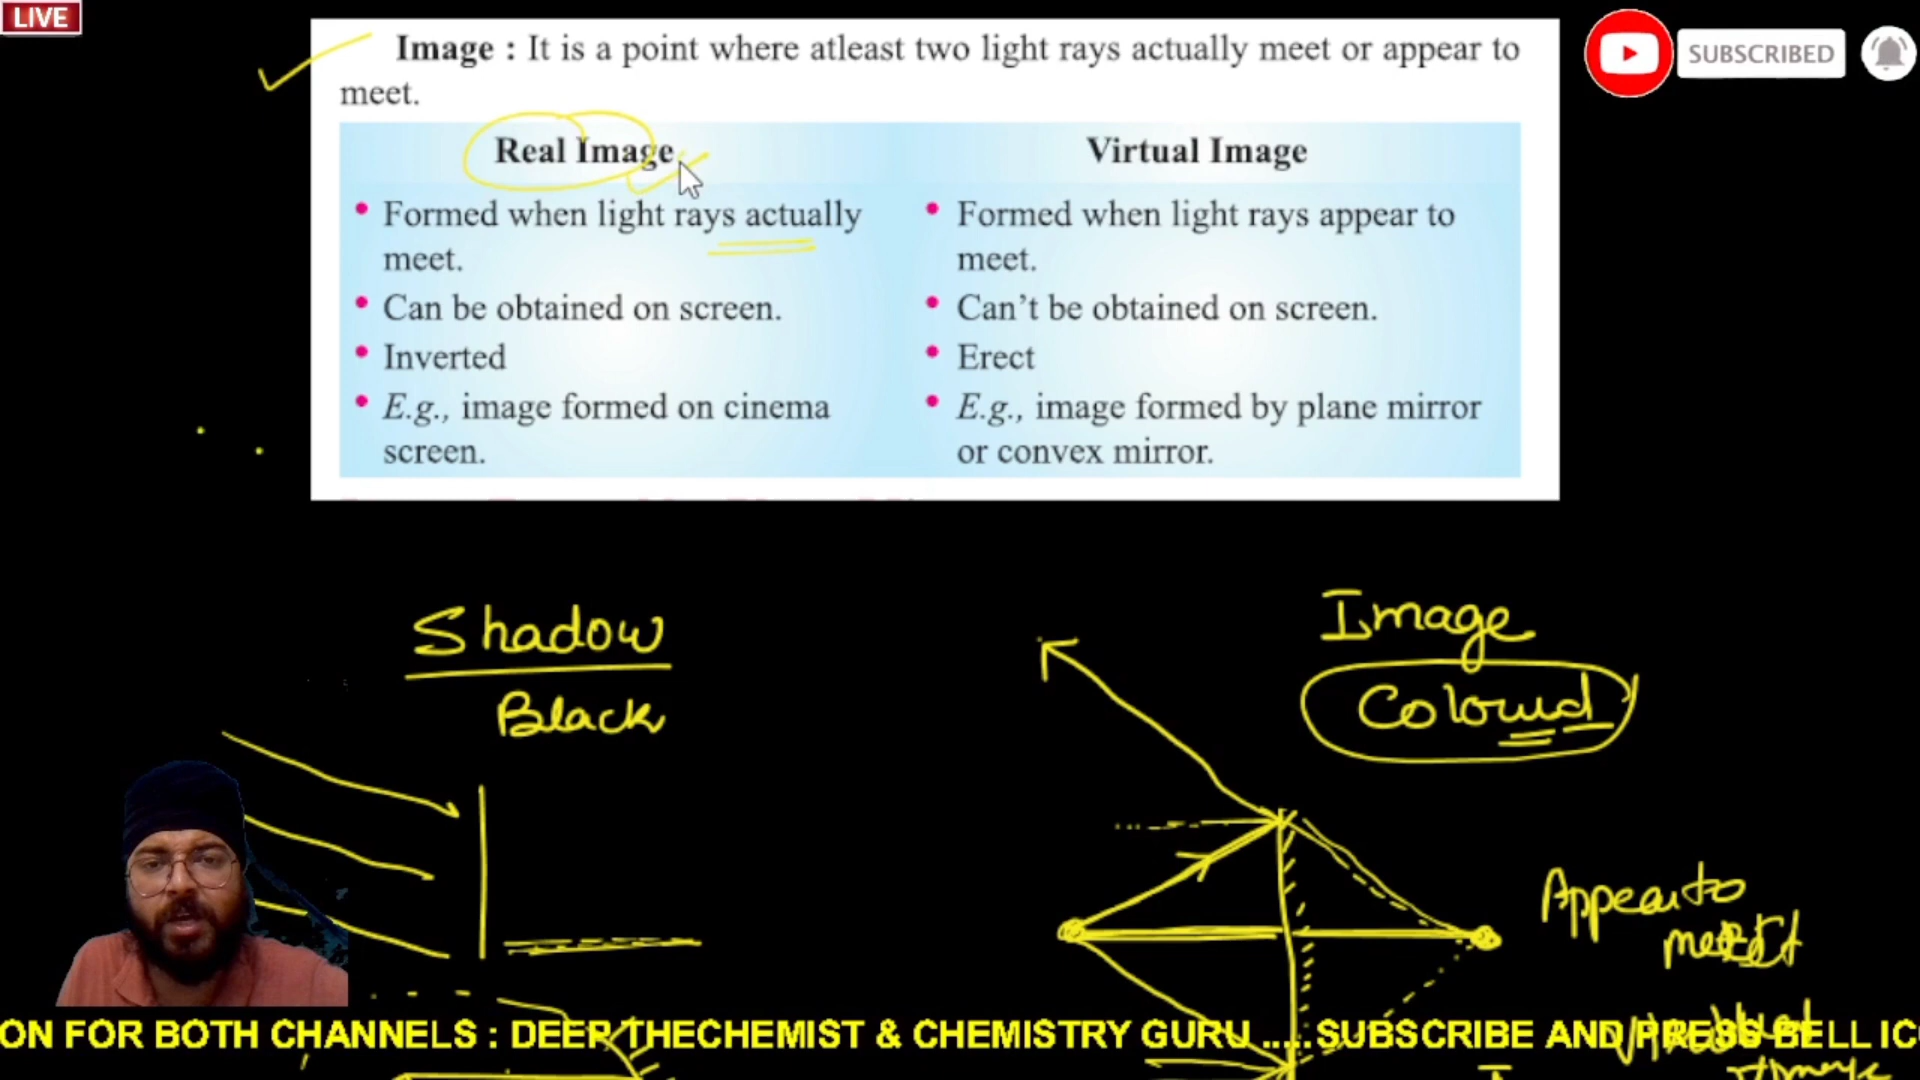 LIVE
Image : It is a point where atleast two light rays actually meet or appear to
meet.
SUBSCRIBED
Real Image
Formed when light rays actually
meet.
Can be obtained on screen.
Inverted
E.g., image formed on cinema
screen.
Virtual Image
Formed when light rays appear to
meet.
Can't be obtained on screen.
Erect
E.g., image formed by plane mirror
or convex mirror.
Shadow
Black
Image
Coloured
Appear to
meet
ON FOR BOTH CHANNELS : DEEP THECHEMIST & CHEMISTRY GURU .....SUBSCRIBE AND PRESS BELL IC